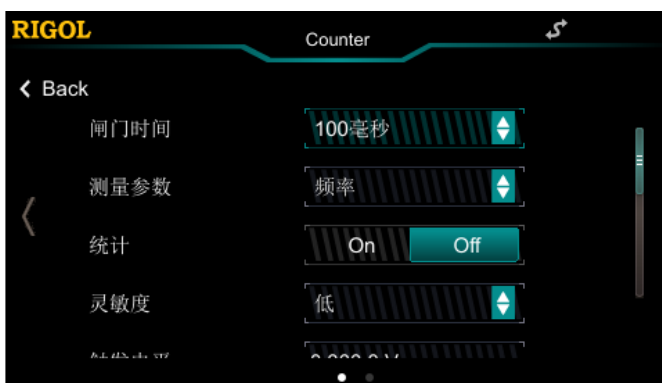 RIGOL
Counter
Back
闸门时间 100毫秒
测量参数 频率
统计 On Off
灵敏度 低